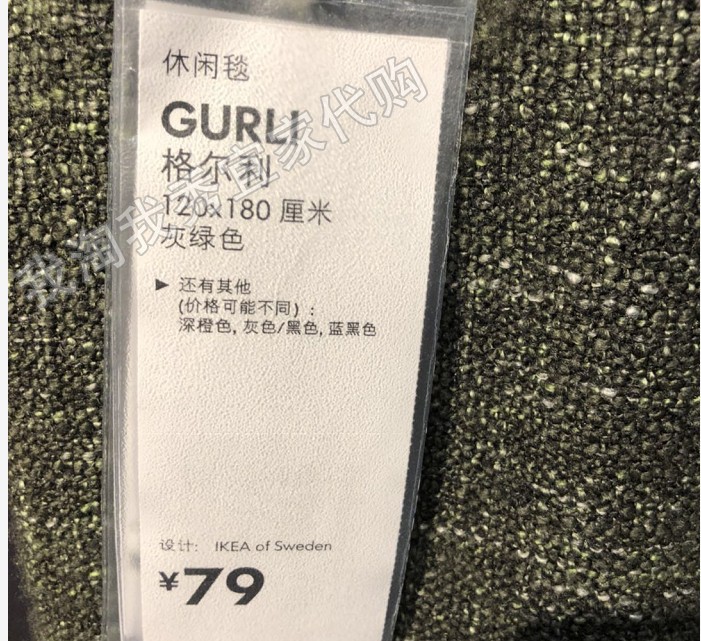 休闲毯
GURLI
格尔利
120x180 厘米
灰绿色
▶ 还有其他
(价格可能不同)：
深橙色, 灰色/黑色, 蓝黑色
设计: IKEA of Sweden
¥79
我淘我秀宜家代购